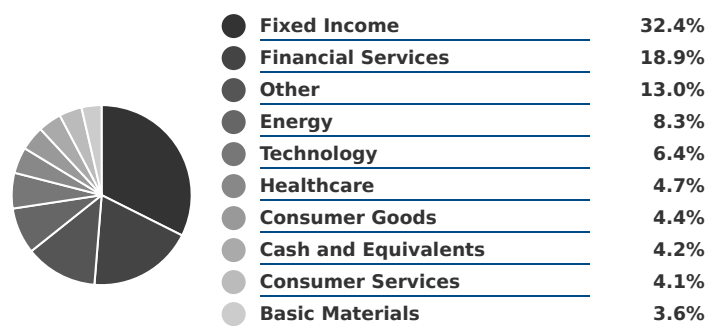 Fixed Income 32.4%
Financial Services 18.9%
Other 13.0%
Energy 8.3%
Technology 6.4%
Healthcare 4.7%
Consumer Goods 4.4%
Cash and Equivalents 4.2%
Consumer Services 4.1%
Basic Materials 3.6%